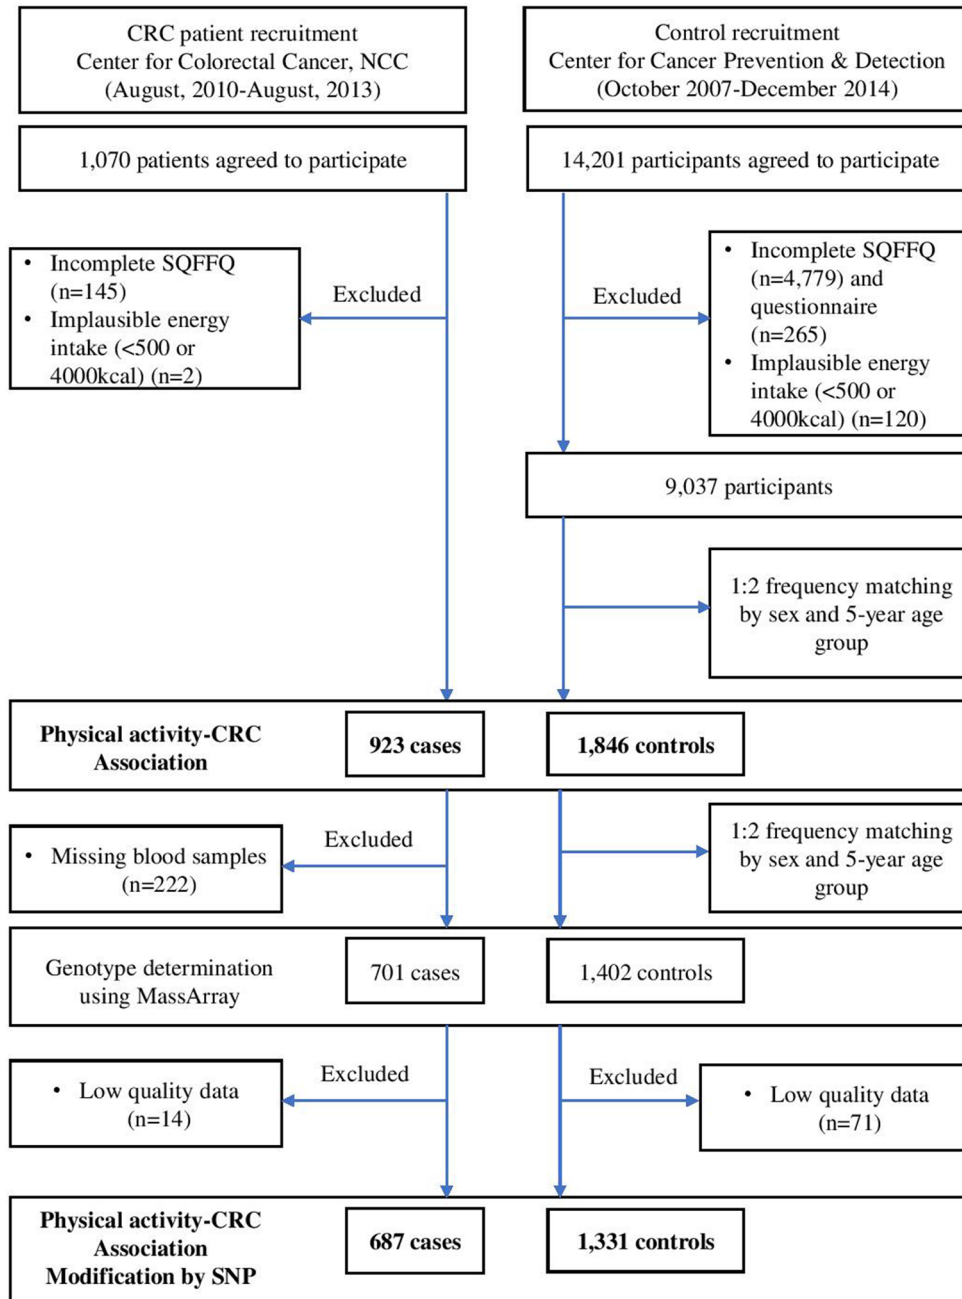 CRC patient recruitment
Center for Colorectal Cancer, NCC
(August, 2010-August, 2013)
Control recruitment
Center for Cancer Prevention & Detection
(October 2007-December 2014)
1,070 patients agreed to participate
14,201 participants agreed to participate
• Incomplete SQFFQ
(n=145)
• Implausible energy
intake (<500 or
4000kcal) (n=2)
Excluded
Excluded
• Incomplete SQFFQ
(n=4,779) and
questionnaire
(n=265)
• Implausible energy
intake (<500 or
4000kcal) (n=120)
9,037 participants
1:2 frequency matching
by sex and 5-year age
group
Physical activity-CRC
Association
923 cases
1,846 controls
Excluded
• Missing blood samples
(n=222)
1:2 frequency matching
by sex and 5-year age
group
Genotype determination
using MassArray
701 cases
1,402 controls
Excluded
• Low quality data
(n=14)
Excluded
• Low quality data
(n=71)
Physical activity-CRC
Association
Modification by SNP
687 cases
1,331 controls